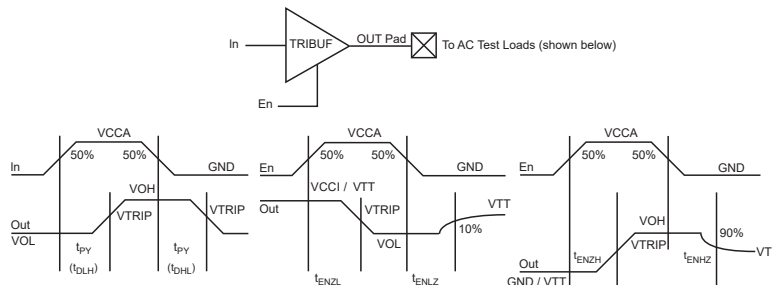 In
TRIBUF
OUT Pad
To AC Test Loads (shown below)
En
VCCA
In
50%
50%
GND
VOH
Out
VTRIP
VTRIP
VOL
tPY
tPY
(tDLH)
(tDHL)
VCCA
En
50%
50%
GND
VCCI / VTT
Out
VTRIP
VTT
VOL
10%
tENZL
tENLZ
VCCA
En
50%
50%
GND
VOH
90%
VTRIP
tENZH
tENHZ
VT
Out
GND / VTT